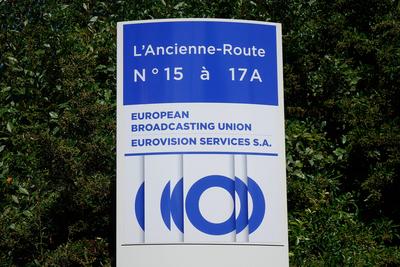 L'Ancienne-Route
N° 15 à 17A
EUROPEAN
BROADCASTING UNION
EUROVISION SERVICES S.A.